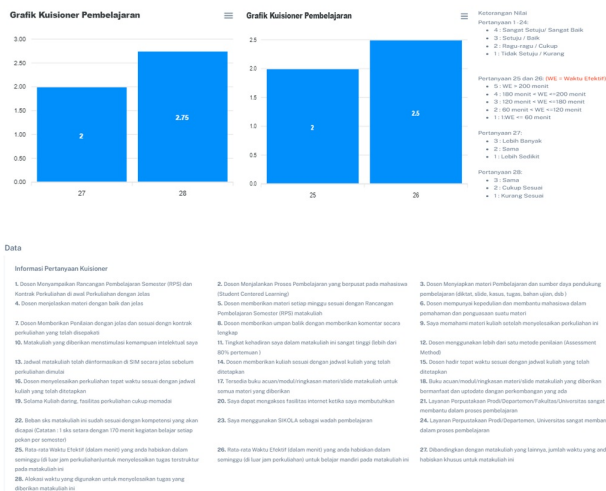 Grafik Kuisioner Pembelajaran
3.00
2.50
2.00
1.50
1.00
0.50
0.00
2
2.75
27
28
Grafik Kuisioner Pembelajaran
2.5
2.0
1.5
1.0
0.5
0.0
2
2.5
25
26
Keterangan Nilai
Pertanyaan 1 -24:
4 : Sangat Setuju/ Sangat Baik
3 : Setuju / Baik
2 : Ragu-ragu / Cukup
1 : Tidak Setuju / Kurang
Pertanyaan 25 dan 26: (WE = Waktu Efektif)
5 : WE > 200 menit
4 : 180 menit < WE <=200 menit
3 : 120 menit < WE <=180 menit
2 : 60 menit < WE <=120 menit
1 : 1.WE <= 60 menit
Pertanyaan 27:
3 : Lebih Banyak
2 : Sama
1 : Lebih Sedikit
Pertanyaan 28:
3 : Sama
2 : Cukup Sesuai
1 : Kurang Sesuai
Data
Informasi Pertanyaan Kuisioner
1. Dosen Menyampaikan Rancangan Pembelajaran Semester (RPS) dan
Kontrak Perkuliahan di awal Perkuliahan dengan jelas
2. Dosen Menjalankan Proses Pembelajaran yang berpusat pada mahasiswa
(Student Centered Learning)
3. Dosen Menyiapkan materi Pembelajaran dan sumber daya pendukung
pembelajaran (diktat, slide, kasus, tugas, bahan ujian, dsb )
4. Dosen menjelaskan materi dengan baik dan jelas
5. Dosen memberikan materi setiap minggu sesuai dengan Rancangan
Pembelajaran Semester (RPS) matakuliah
6. Dosen mempunyai kepedulian dan membantu mahasiswa dalam
pemahaman dan penguasaan suatu materi
7. Dosen Memberikan Penilaian dengan jelas dan sesuai dengn kontrak
perkuliahan yang telah disepakati
8. Dosen memberikan umpan balik dengan memberikan komentar secara
lengkap
9. Saya memahami materi kuliah setelah menyelesaikan perkuliahan ini
10. Matakuliah yang diberikan menstimulasi kemampuan intelektual saya
11. Tingkat kehadiran saya dalam matakuliah ini sangat tinggi (lebih dari
80% pertemuan )
12. Dosen menggunakan lebih dari satu metode penilaian (Assessment
Method)
13. Jadwal matakuliah telah diinformasikan di SIM secara jelas sebelum
perkuliahan dimulai
14. Dosen memberikan kuliah sesuai dengan jadwal kuliah yang telah
ditetapkan
15. Dosen hadir tepat waktu sesuai dengan jadwal kuliah yang telah
ditetapkan
16. Dosen menyelesaikan perkuliahan tepat waktu sesuai dengan jadwal
kuliah yang telah ditetapkan
17. Tersedia buku acuan/modul/ringkasan materi/slide matakuliah untuk
semua materi yang diberikan
18. Buku acuan/modul/ringkasan materi/slide matakuliah yang diberikan
bermanfaat dan uptodate dangan perkembangan yang ada
19. Selama Kuliah daring, fasilitas perkuliahan cukup memadai
20. Saya dapat mengakses fasilitas internet ketika saya membutuhkan
21. Layanan Perpustakaan Prodi/Departemen/Fakultas/Universitas sangat
membantu dalam proses pembelajaran
22. Beban sks matakuliah ini sudah sesuai dengan kompetensi yang akan
dicapai (Catatan : 1 sks setara dengan 170 menit kegiatan belajar setiap
pekan per semester)
23. Saya menggunakan SIKOLA sebagai wadah pembelajaran
24. Layanan Perpustakaan Prodi/Departemen, Universitas sangat memban
dalam proses pembelajaran
25. Rata-rata Waktu Efektif (dalam menit) yang anda habiskan dalam
seminggu (di luar jam perkuliahan)untuk menyelesaikan tugas terstruktur
pada matakuliah ini
26. Rata-rata Waktu Efektif (dalam menit) yang anda habiskan dalam
seminggu (di luar jam perkuliahan) untuk belajar mandiri pada matakuliah ini
27. Dibandingkan dengan matakuliah yang lainnya, jumlah waktu yang and
habiskan khusus untuk matakuliah ini
28. Alokasi waktu yang digunakan untuk menyelesaikan tugas yang
diberikan matakuliah ini